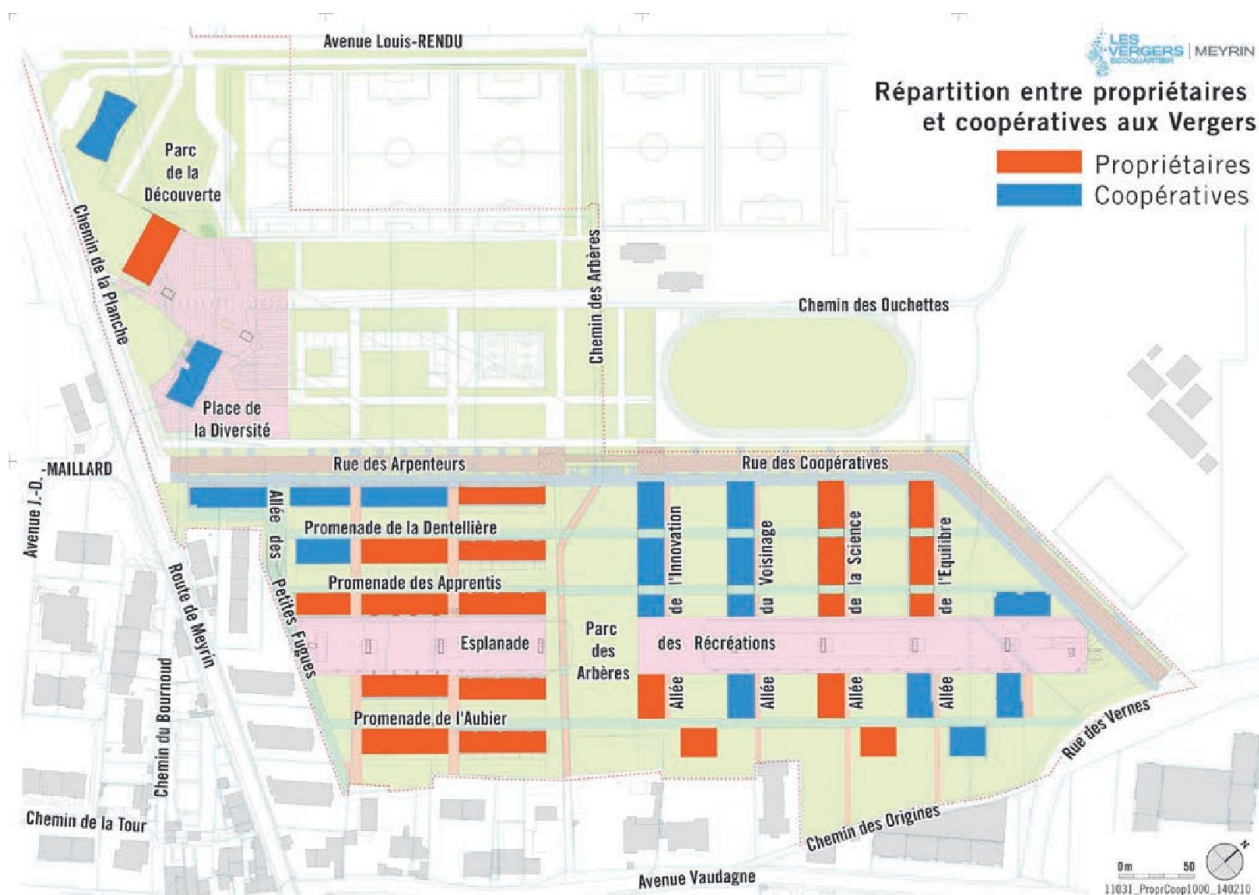 Avenue Louis-RENDU
LES
VERGERS
ECOQUARTIER
MEYRIN
Répartition entre propriétaires
et coopératives aux Vergers
Propriétaires
Coopératives
Parc
de la
Découverte
Chemin de la Planche
Chemin des Arbères
Chemin des Ouchettes
Place de
la Diversité
Avenue J.-D.
-MAILLARD
Rue des Arpenteurs
Rue des Coopératives
Allée des Petites Fugues
Promenade de la Dentellière
Promenade des Apprentis
Esplanade
des Récréations
Parc
des
Arbères
Promenade de l'Aubier
Allée
de l'Innovation
Allée
du Voisinage
Allée
de la Science
Allée
de l'Equilibre
Route de Meyrin
Chemin du Bournoud
Chemin de la Tour
Rue des Vernes
Chemin des Origines
Avenue Vaudagne
N
0m 50
11031_ProprCoop1000_140210